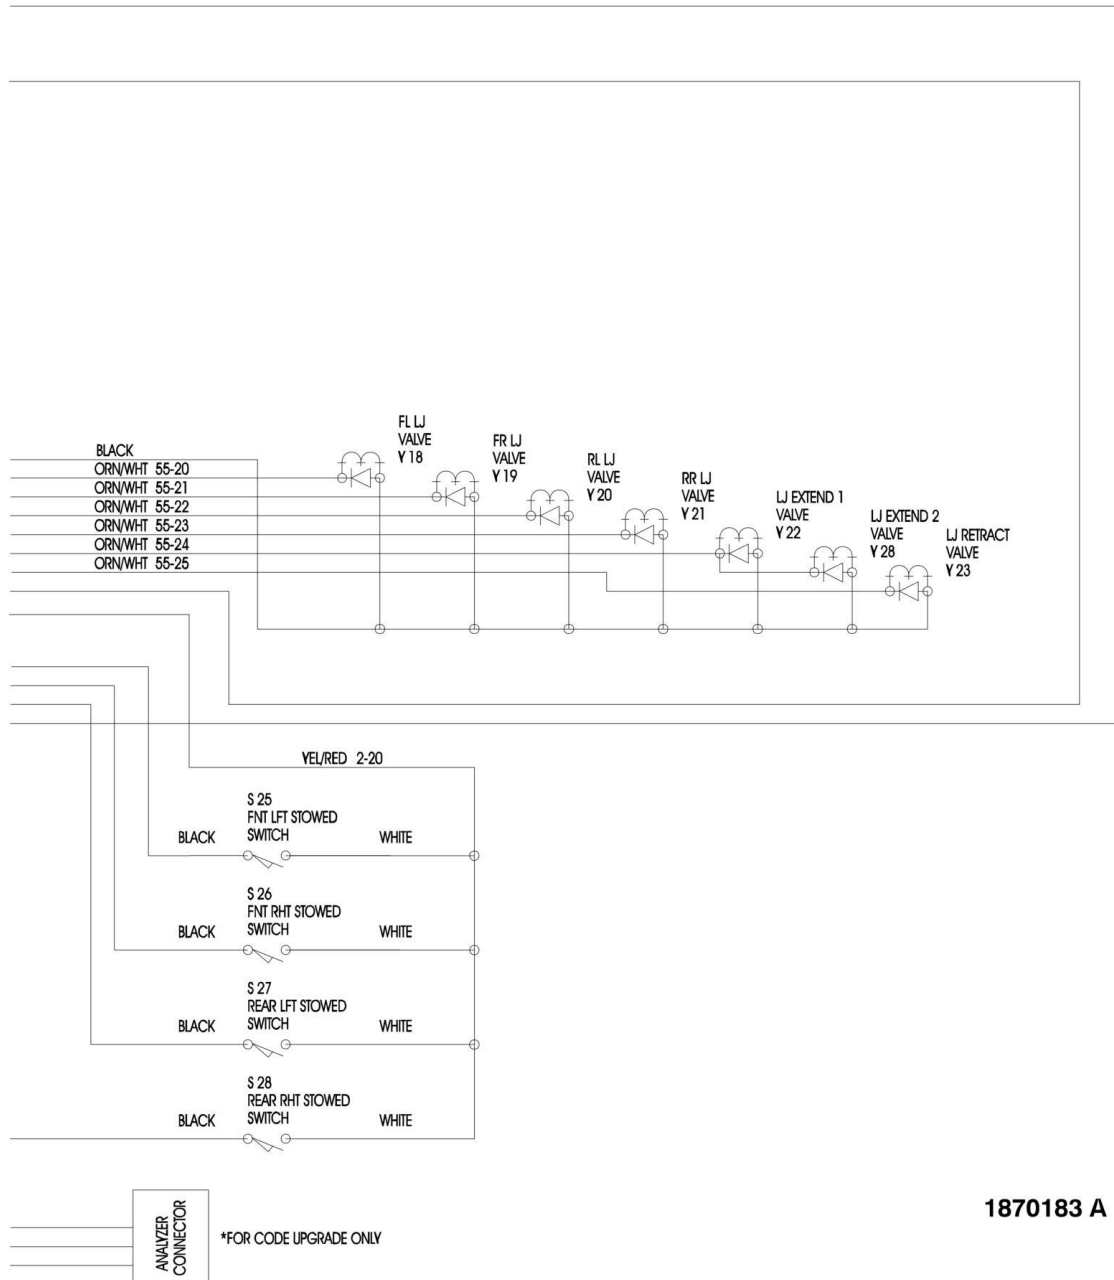 FL LJ
VALVE
Y 18
FR LJ
VALVE
Y 19
RL LJ
VALVE
Y 20
RR LJ
VALVE
Y 21
LJ EXTEND 1
VALVE
Y 22
LJ EXTEND 2
VALVE
Y 28
LJ RETRACT
VALVE
Y 23
BLACK
ORN/WHT 55-20
ORN/WHT 55-21
ORN/WHT 55-22
ORN/WHT 55-23
ORN/WHT 55-24
ORN/WHT 55-25
YEL/RED 2-20
S 25
FNT LFT STOWED
SWITCH
BLACK
WHITE
S 26
FNT RHT STOWED
SWITCH
BLACK
WHITE
S 27
REAR LFT STOWED
SWITCH
BLACK
WHITE
S 28
REAR RHT STOWED
SWITCH
BLACK
WHITE
ANALYZER
CONNECTOR
*FOR CODE UPGRADE ONLY
1870183 A